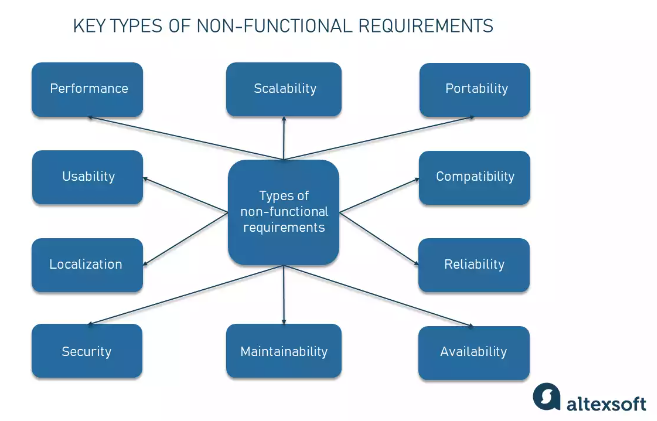 KEY TYPES OF NON-FUNCTIONAL REQUIREMENTS
Performance
Scalability
Portability
Usability
Types of
non-functional
requirements
Compatibility
Localization
Reliability
Security
Maintainability
Availability
altexsoft